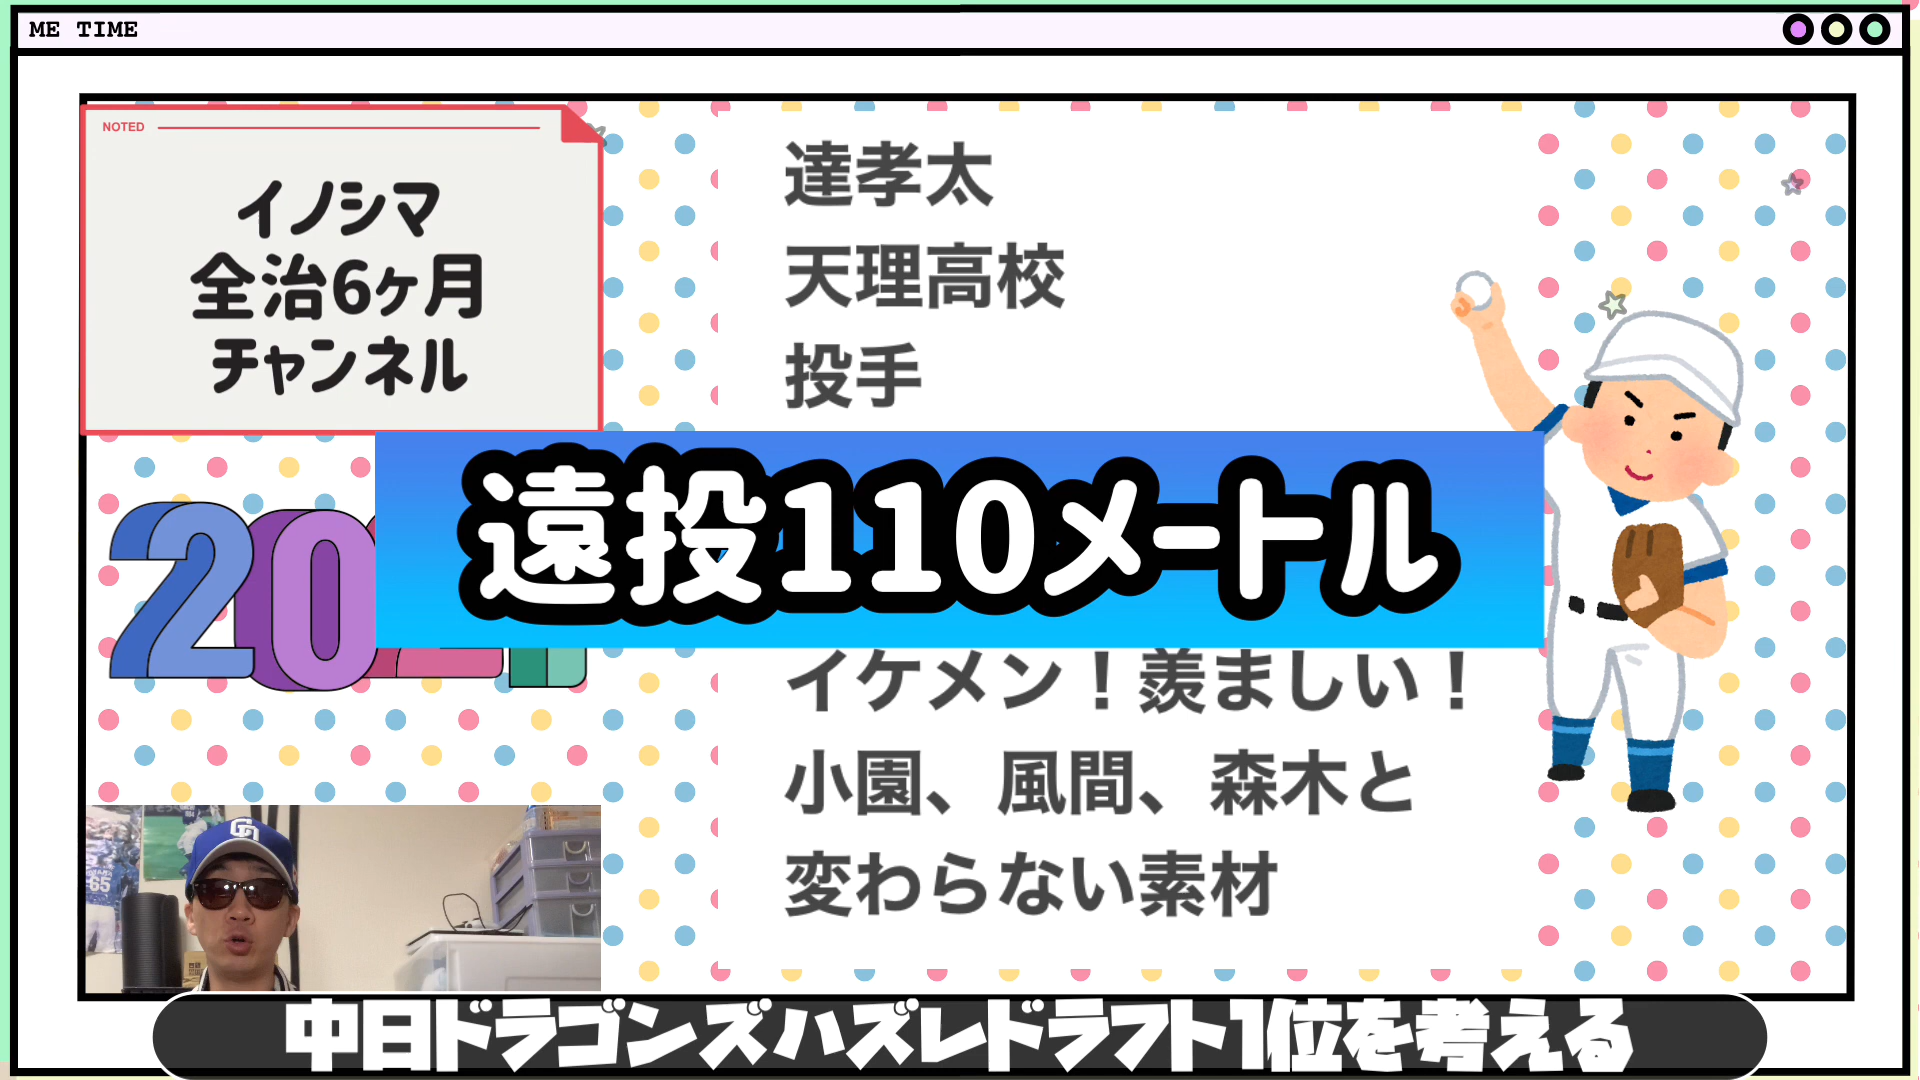 ME TIME
NOTED
イノシマ
全治6ヶ月
チャンネル
達孝太
天理高校
投手
遠投110メートル
イケメン！羨ましい！
小園、風間、森木と
変わらない素材
65
中日ドラゴンズハズレドラフト1位を考える